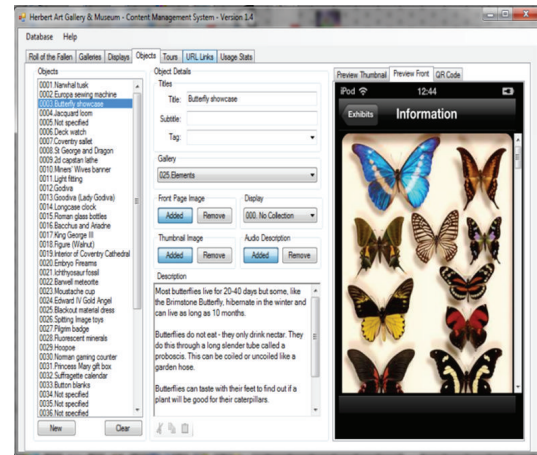 Herbert Art Gallery & Museum - Content Management System - Version 1.4
Database Help
Roll of the Fallen Galleries Displays Objects Tours URL Links Usage Stats
Objects
0001.Narwhal tusk
0002.Europa sewing machine
0003.Butterfly showcase
0004.Jacquard loom
0005.Not specified
0006.Deck watch
0007.Coventry sallet
0008.St George and Dragon
0009.2d capstan lathe
0010.Miners' Wives banner
0011.Light fitting
0012.Godiva
0013.Goodiva (Lady Godiva)
0014.Longcase clock
0015.Roman glass bottles
0016.Bacchus and Ariadne
0017.King George III
0018.Figure (Walnut)
0019.Interior of Coventry Cathedral
0020.Embryo Firearms
0021.Ichthyosaur fossil
0022.Barwell meteorite
0023.Moustache cup
0024.Edward IV Gold Angel
0025.Blackout material dress
0026.Spitting Image toys
0027.Pilgrim badge
0028.Fluorescent minerals
0029.Hoopoe
0030.Norman gaming counter
0031.Princess Mary gift box
0032.Suffragette calendar
0033.Button blanks
0034.Not specified
0035.Not specified
0036.Not specified
New Clear
Object Details
Titles
Title: Butterfly showcase
Subtitle:
Tag:
Gallery
025.Elements
Front Page Image Display
Added Remove 000. No Collection
Thumbnail Image Audio Description
Added Remove Added Remove
Description
Most butterflies live for 20-40 days but some, like
the Brimstone Butterfly, hibernate in the winter and
can live as long as 10 months.
Butterflies do not eat - they only drink nectar. They
do this through a long slender tube called a
proboscis. This can be coiled or uncoiled like a
garden hose.
Butterflies can taste with their feet to find out if a
plant will be good for their caterpillars.
Preview Thumbnail Preview Front QR Code
iPod 12:44
Exhibits Information